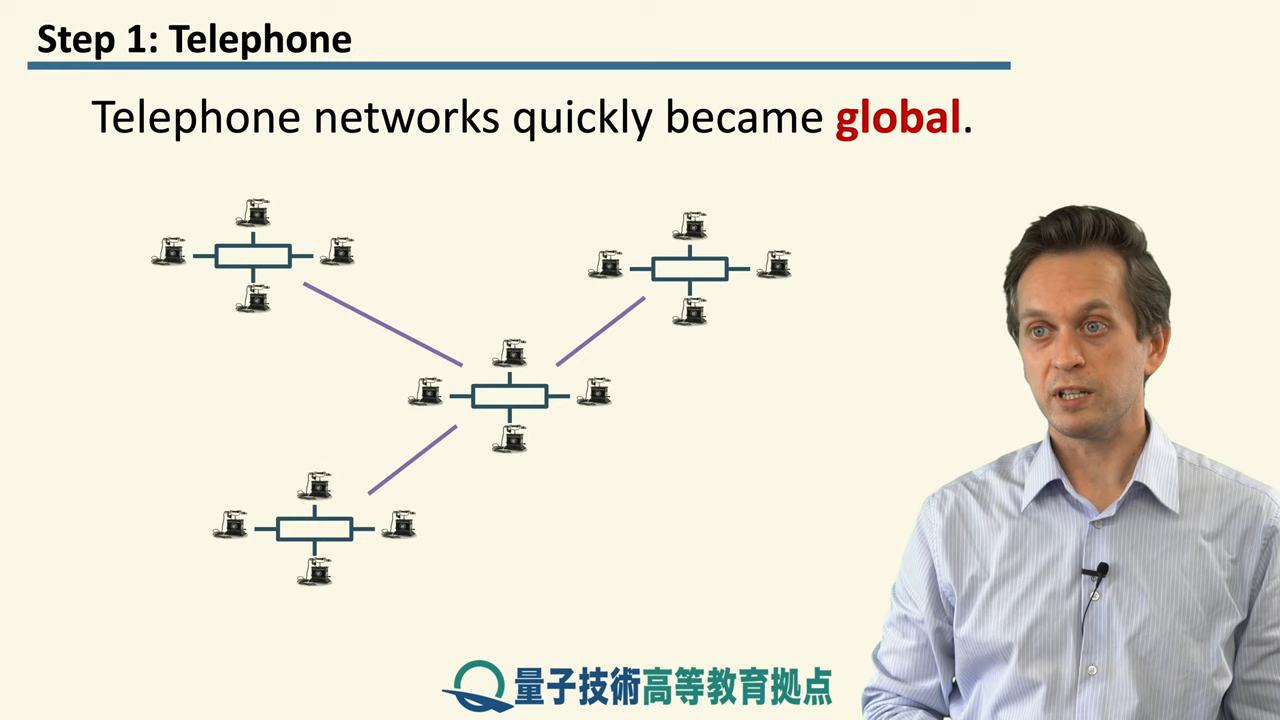 Step 1: Telephone
Telephone networks quickly became global.
量子技術高等教育拠点